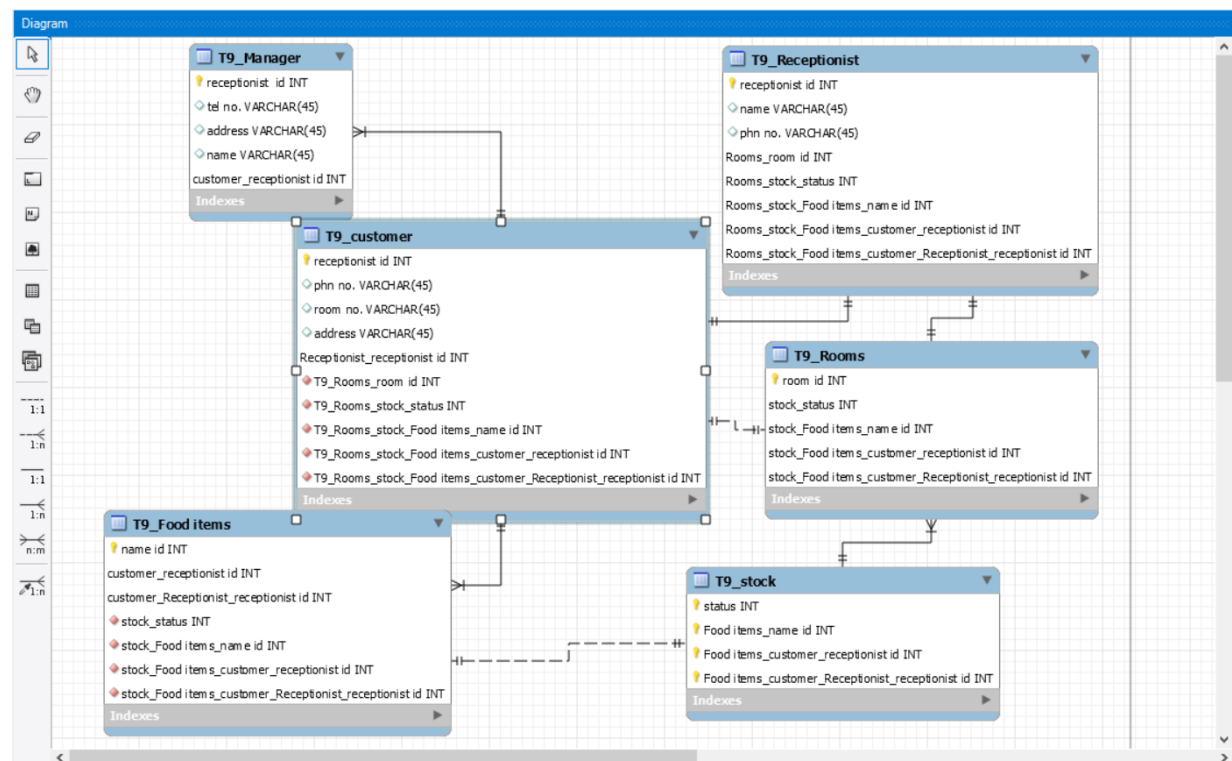 Diagram
T9_Manager
receptionist id INT
tel no. VARCHAR(45)
address VARCHAR(45)
name VARCHAR(45)
customer_receptionist id INT
Indexes
T9_Receptionist
receptionist id INT
name VARCHAR(45)
phn no. VARCHAR(45)
Rooms_room id INT
Rooms_stock_status INT
Rooms_stock_Food items_name id INT
Rooms_stock_Food items_customer_receptionist id INT
Rooms_stock_Food items_customer_Receptionist_receptionist id INT
Indexes
T9_customer
receptionist id INT
phn no. VARCHAR(45)
room no. VARCHAR(45)
address VARCHAR(45)
Receptionist_receptionist id INT
T9_Rooms_room id INT
T9_Rooms_stock_status INT
T9_Rooms_stock_Food items_name id INT
T9_Rooms_stock_Food items_customer_receptionist id INT
T9_Rooms_stock_Food items_customer_Receptionist_receptionist id INT
Indexes
T9_Rooms
room id INT
stock_status INT
stock_Food items_name id INT
stock_Food items_customer_receptionist id INT
stock_Food items_customer_Receptionist_receptionist id INT
Indexes
T9_Food items
name id INT
customer_receptionist id INT
customer_Receptionist_receptionist id INT
stock_status INT
stock_Food items_name id INT
stock_Food items_customer_receptionist id INT
stock_Food items_customer_Receptionist_receptionist id INT
Indexes
T9_stock
status INT
Food items_name id INT
Food items_customer_receptionist id INT
Food items_customer_Receptionist_receptionist id INT
Indexes
1:1
1:n
1:1
1:n
n:m
1:n